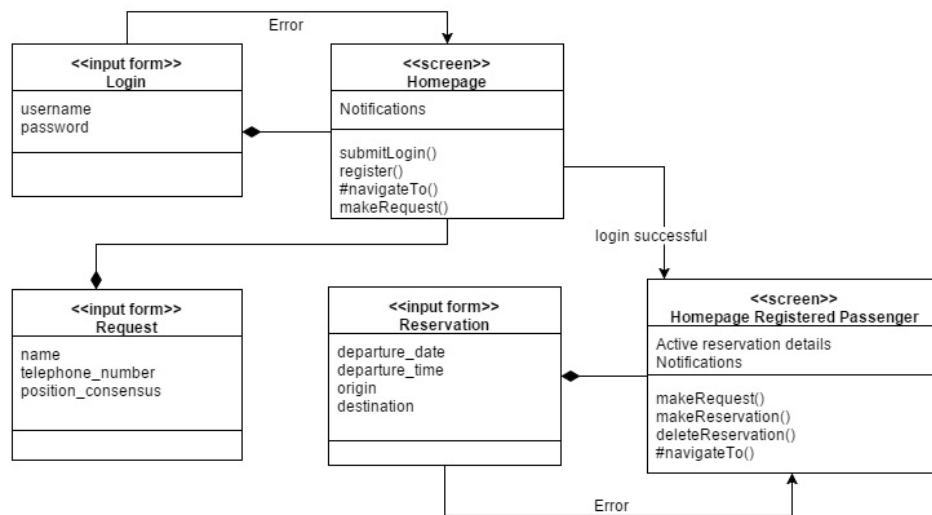 Error
<<input form>>
Login
username
password
<<screen>>
Homepage
Notifications
submitLogin()
register()
#navigateTo()
makeRequest()
login successful
<<input form>>
Request
name
telephone_number
position_consensus
<<input form>>
Reservation
departure_date
departure_time
origin
destination
<<screen>>
Homepage Registered Passenger
Active reservation details
Notifications
makeRequest()
makeReservation()
deleteReservation()
#navigateTo()
Error